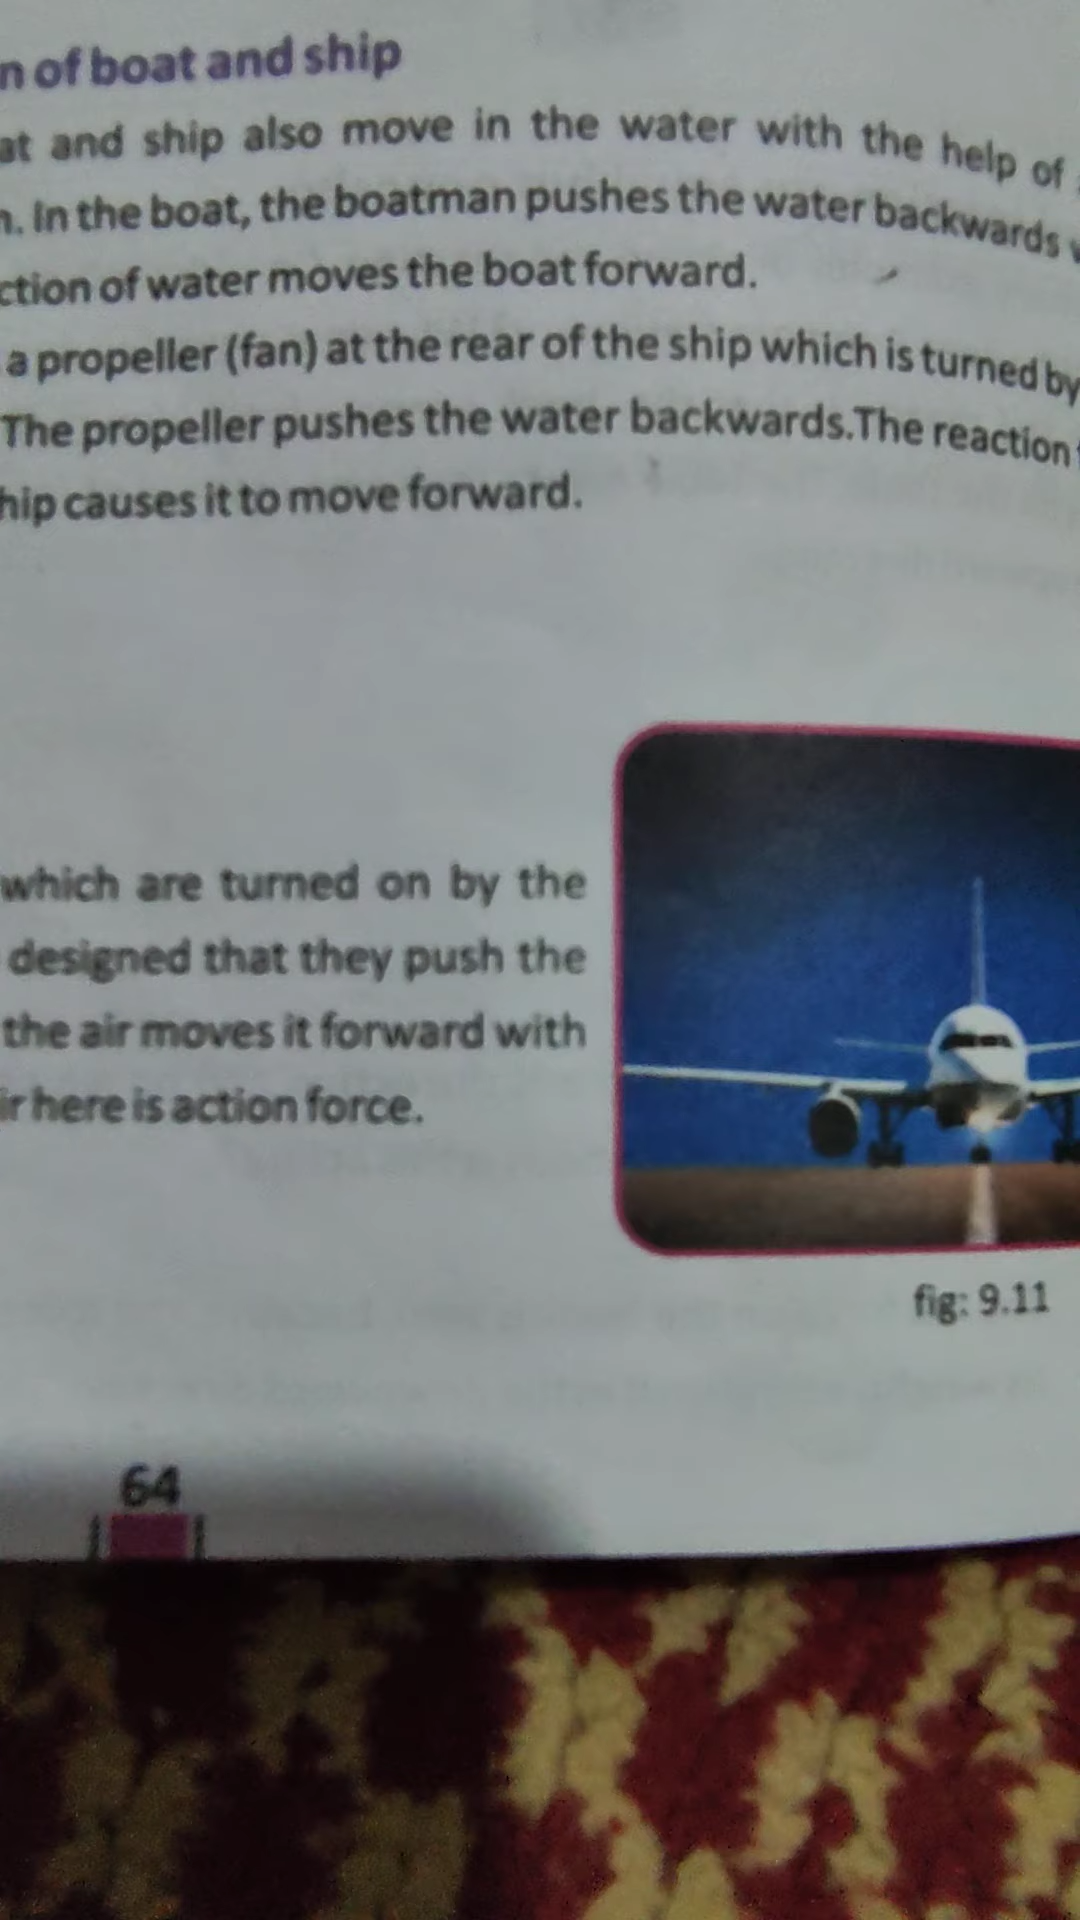 n of boat and ship
at and ship also move in the water with the help of
n. In the boat, the boatman pushes the water backwards
ction of water moves the boat forward.
a propeller (fan) at the rear of the ship which is turned by
The propeller pushes the water backwards.The reaction
hip causes it to move forward.
which are turned on by the
designed that they push the
the air moves it forward with
ir here is action force.
fig: 9.11
64